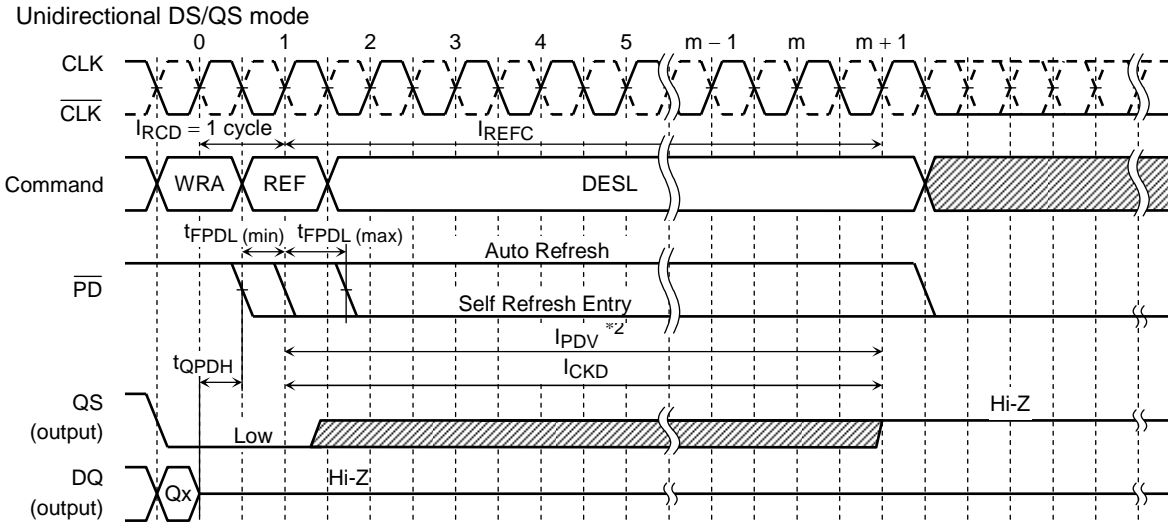 Unidirectional DS/QS mode
0 1 2 3 4 5 m − 1 m m + 1
CLK
CLK
IRCD = 1 cycle IREFC
Command WRA REF DESL
tFPDL (min) tFPDL (max)
Auto Refresh
PD
Self Refresh Entry
IPDV *2
tQPDH ICKD
QS
(output)
Low
Hi-Z
DQ
(output)
Qx
Hi-Z